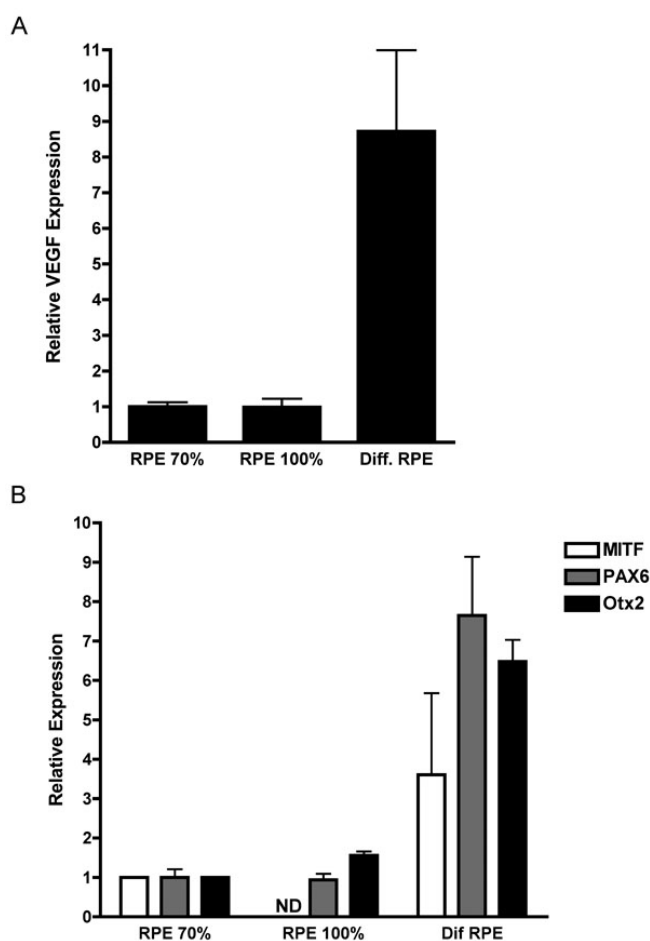 A
Relative VEGF Expression
11
10
9
8
7
6
5
4
3
2
1
0
RPE 70% RPE 100% Diff. RPE
B
Relative Expression
10
9
8
7
6
5
4
3
2
1
0
ND
RPE 70% RPE 100% Dif RPE
MITF
PAX6
Otx2